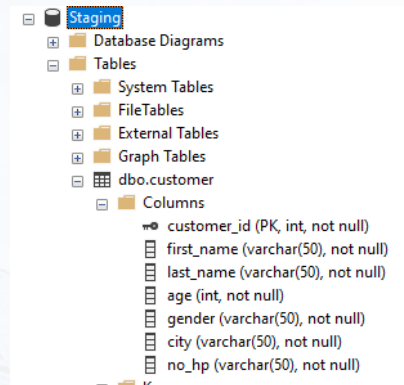 Staging
Database Diagrams
Tables
System Tables
FileTables
External Tables
Graph Tables
dbo.customer
Columns
customer_id (PK, int, not null)
first_name (varchar(50), not null)
last_name (varchar(50), not null)
age (int, not null)
gender (varchar(50), not null)
city (varchar(50), not null)
no_hp (varchar(50), not null)